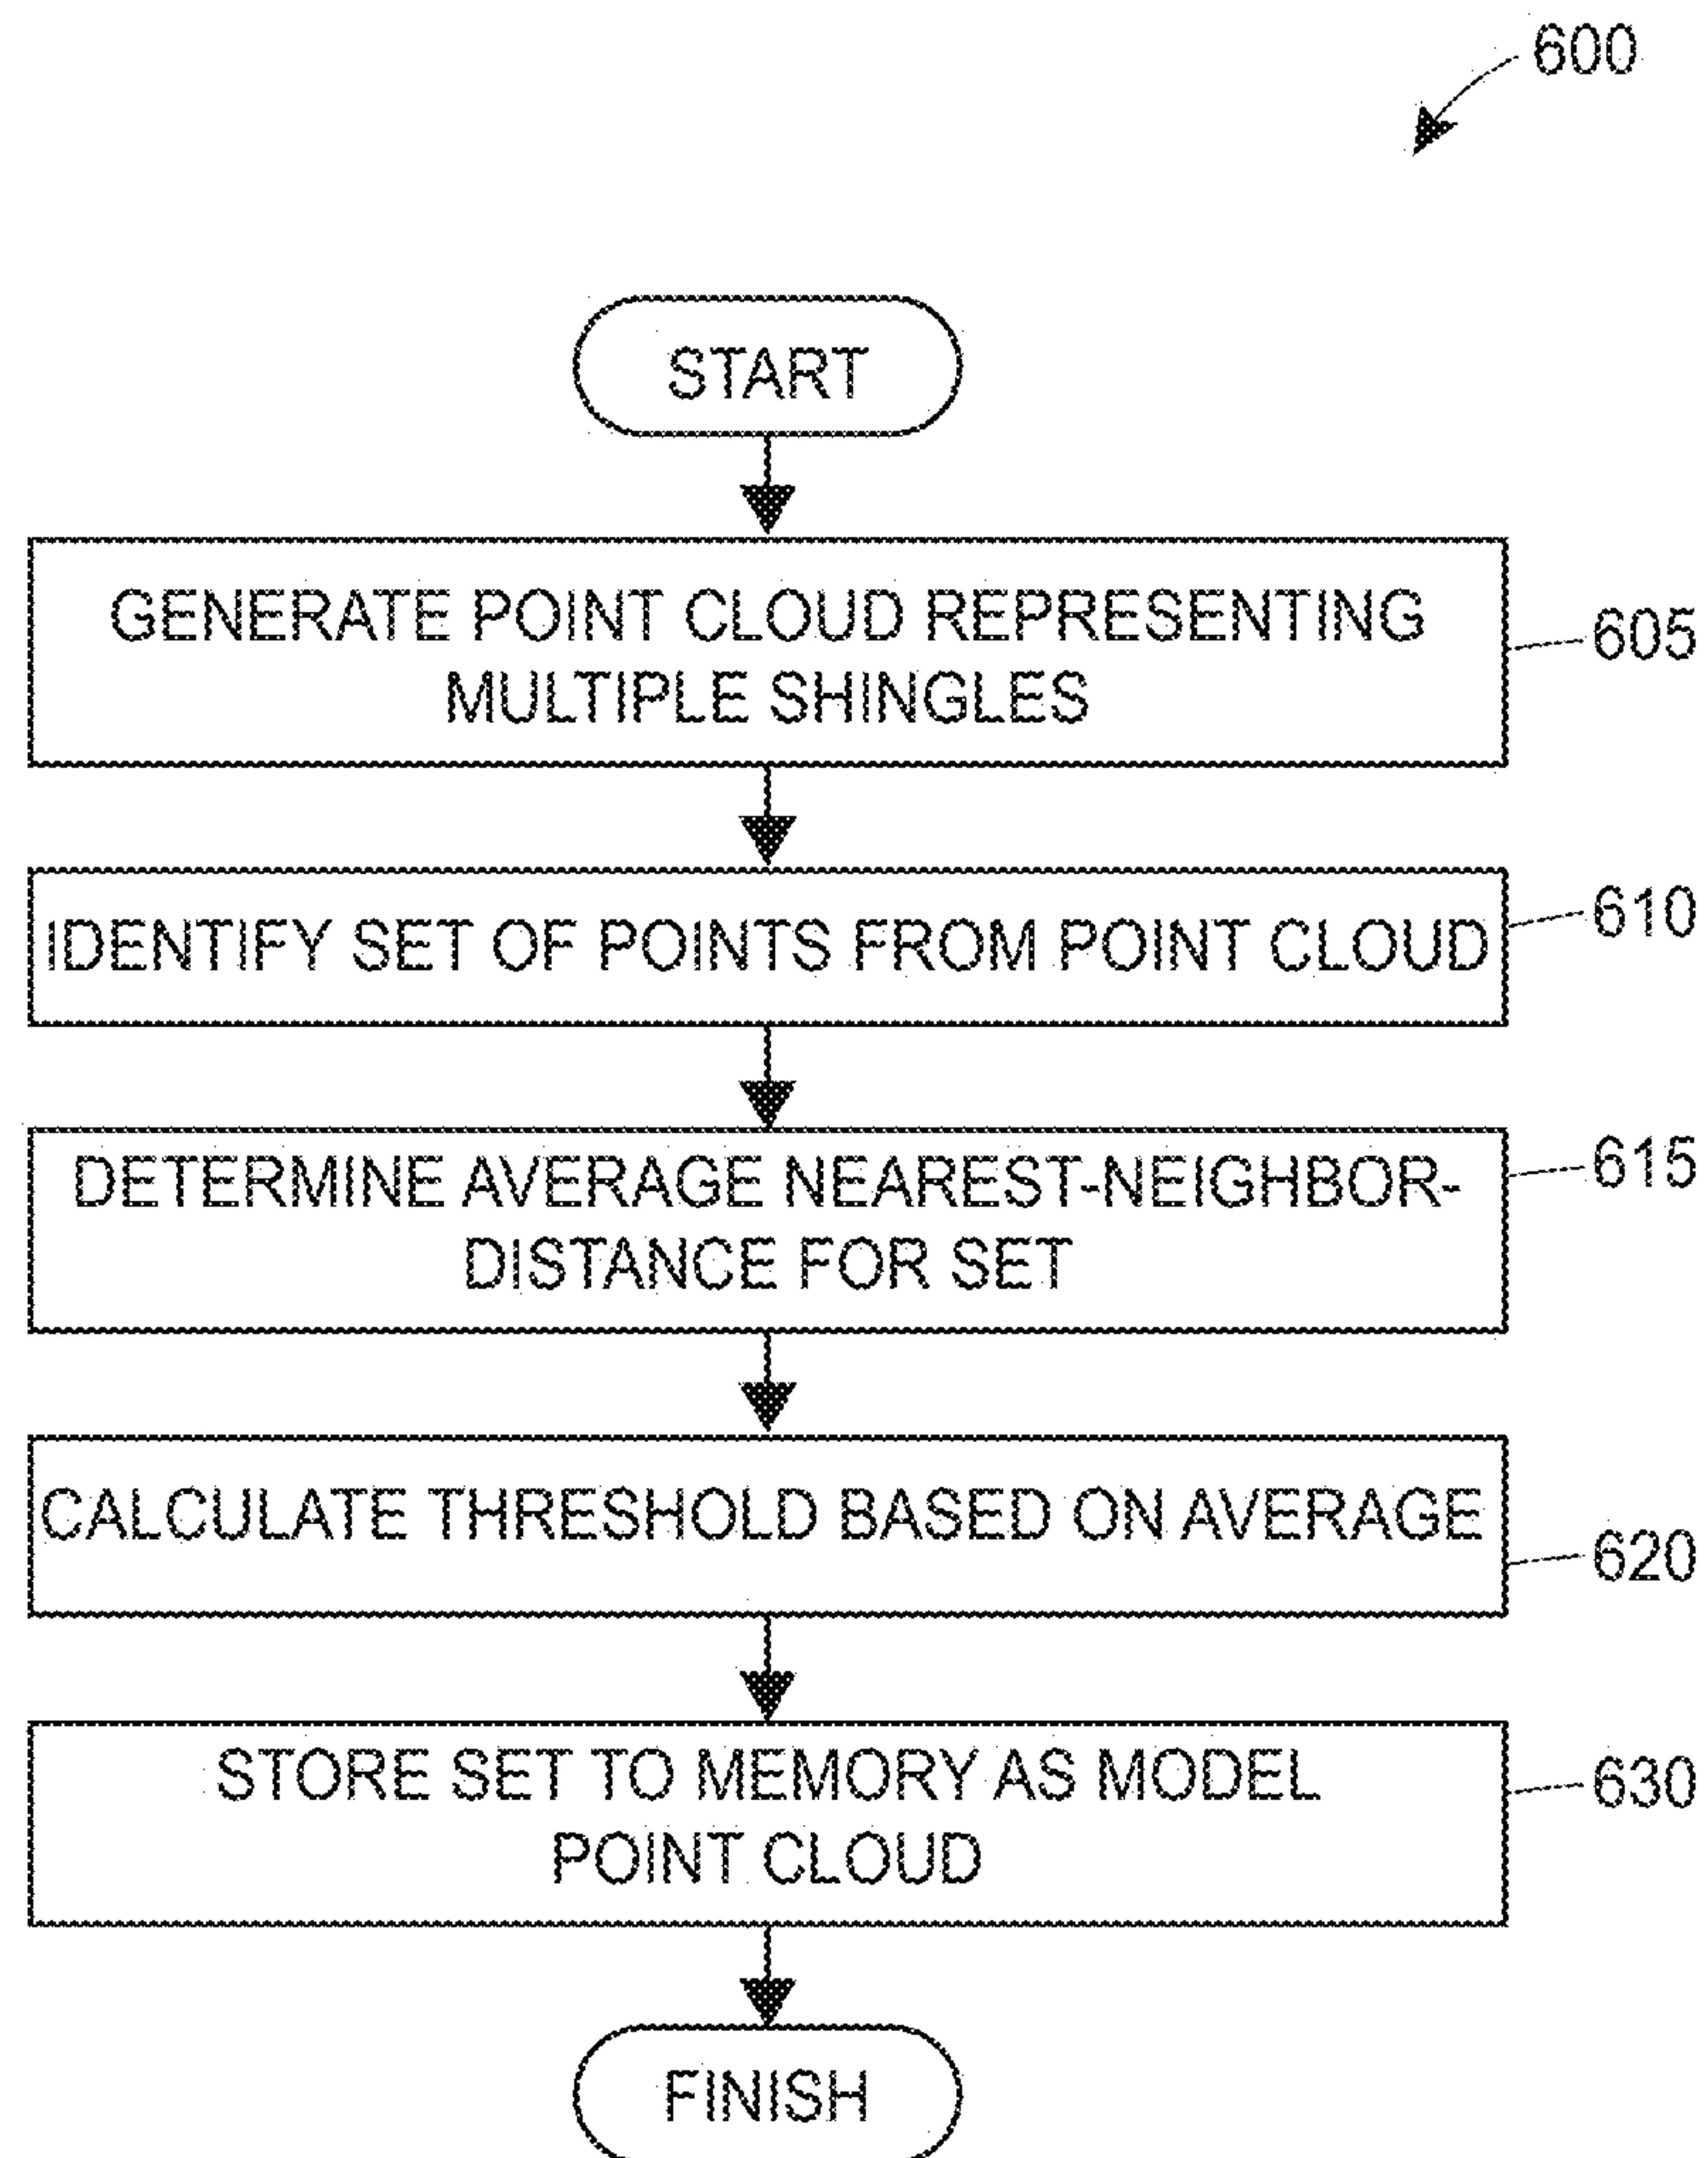 600
START
GENERATE POINT CLOUD REPRESENTING
MULTIPLE SHINGLES
605
IDENTIFY SET OF POINTS FROM POINT CLOUD
610
DETERMINE AVERAGE NEAREST-NEIGHBOR-
DISTANCE FOR SET
615
CALCULATE THRESHOLD BASED ON AVERAGE
620
STORE SET TO MEMORY AS MODEL
POINT CLOUD
630
FINISH